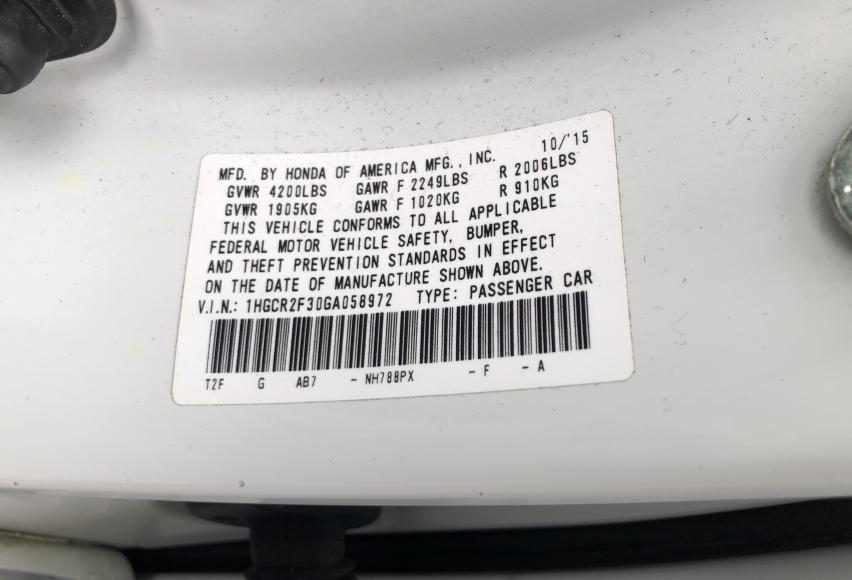 MFD. BY HONDA OF AMERICA MFG., INC. 10/'15
GVWR 4200LBS GAWR F 2249LBS R 2006LBS
GVWR 1905KG GAWR F 1020KG R 910KG
THIS VEHICLE CONFORMS TO ALL APPLICABLE
FEDERAL MOTOR VEHICLE SAFETY, BUMPER,
AND THEFT PREVENTION STANDARDS IN EFFECT
ON THE DATE OF MANUFACTURE SHOWN ABOVE.
V.I.N.: 1HGCR2F30GA058972 TYPE: PASSENGER CAR
T2F G AB7 - NH788PX - F - A